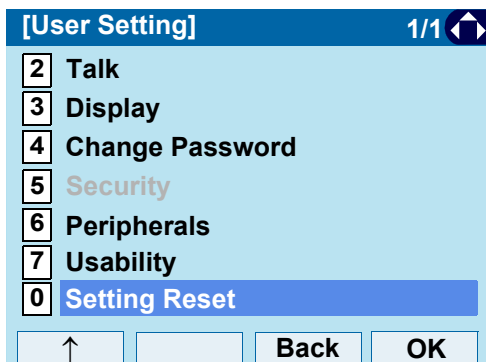 [User Setting] 1/1
2 Talk
3 Display
4 Change Password
5 Security
6 Peripherals
7 Usability
0 Setting Reset
↑ Back OK